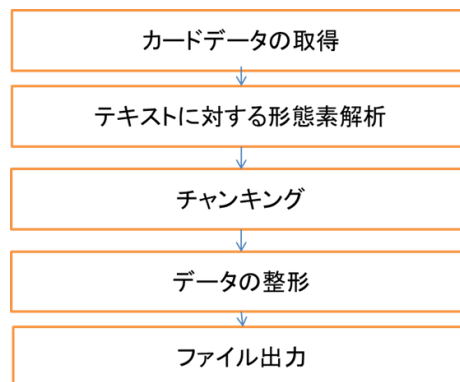 カードデータの取得
テキストに対する形態素解析
チャンキング
データの整形
ファイル出力